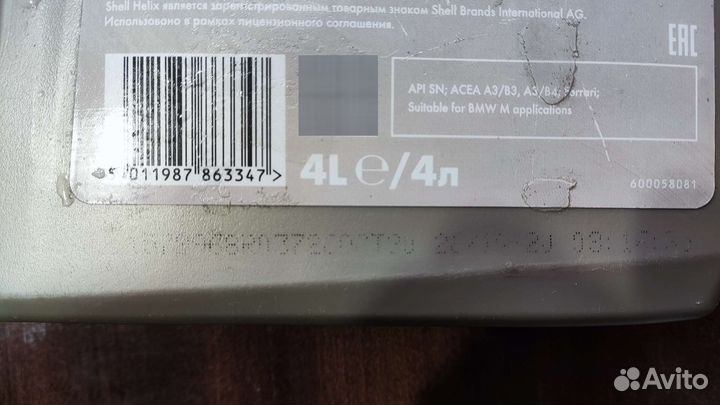 Shell Helix является зарегистрированным товарным знаком Shell Brands International AG.
Использовано в рамках лицензионного соглашения.
EAC
API SN; ACEA A3/B3, A3/B4; Ferrari;
Suitable for BMW M applications
5 011987 863347 >
4L e/4л
600058081
Avito